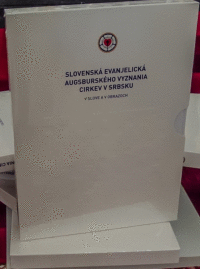 SLOVENSKÁ EVANJELICKÁ
AUGSBURSKÉHO VYZNANIA
CIRKEV V SRBSKU
V SLOVE A V OBRAZOCH